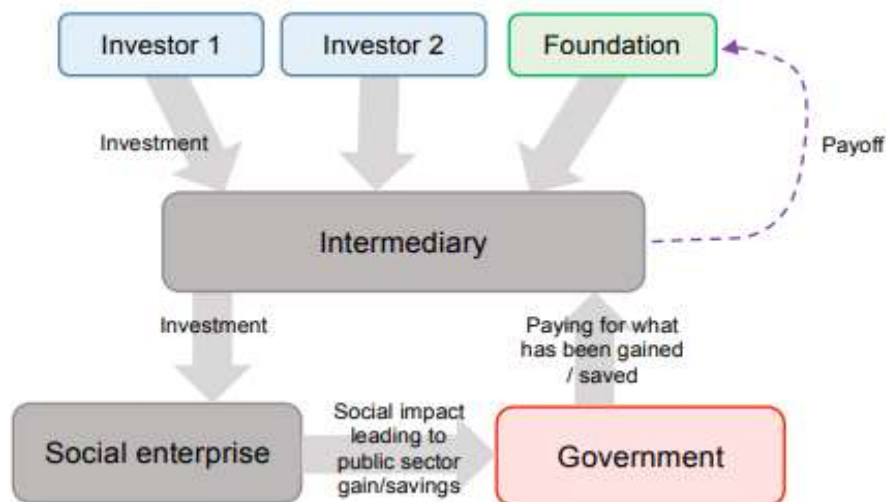 Investor 1
Investor 2
Foundation
Investment
Payoff
Intermediary
Investment
Paying for what
has been gained
/ saved
Social enterprise
Social impact
leading to
public sector
gain/savings
Government